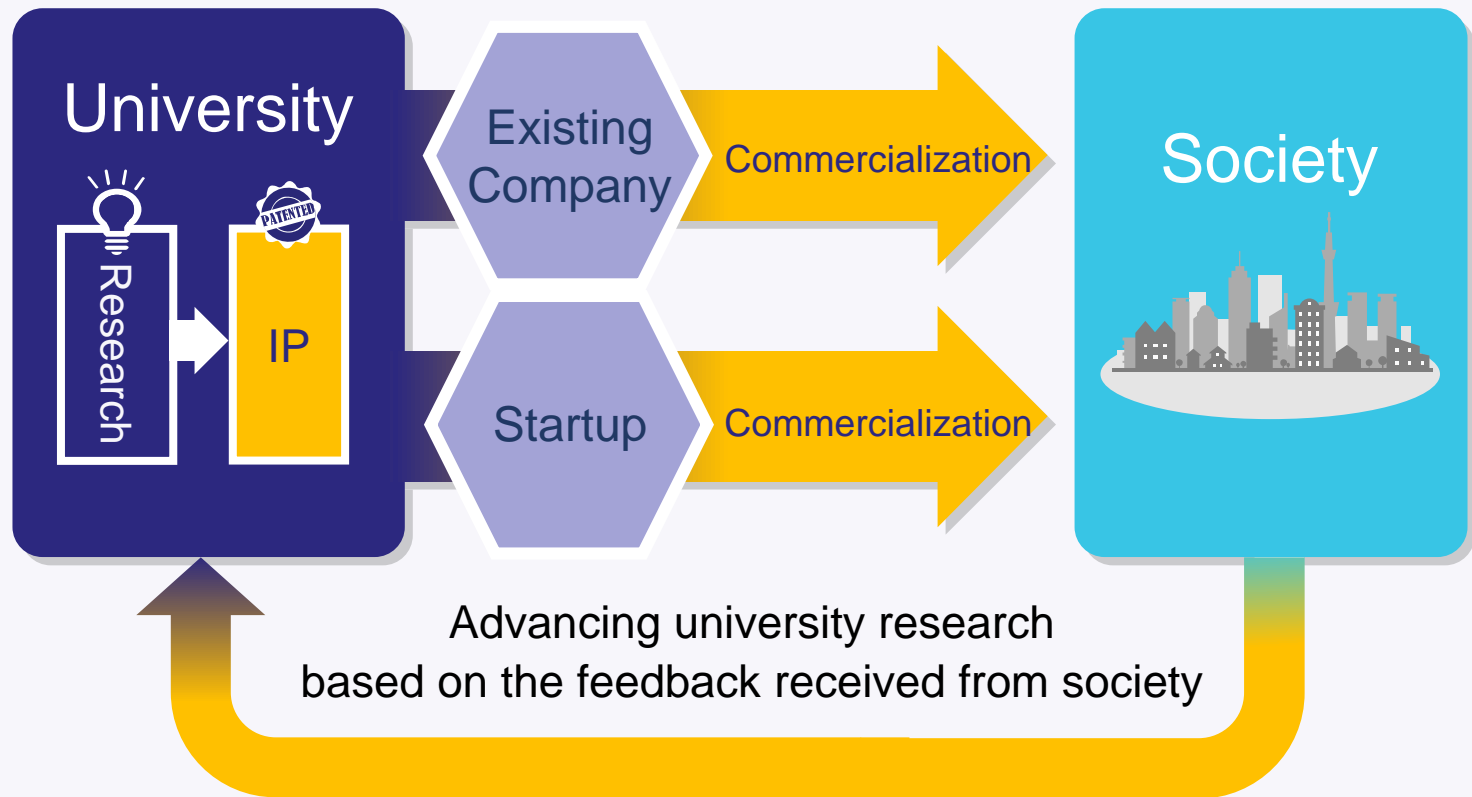 University
PATENTED
Research
IP
Existing
Company
Commercialization
Startup
Commercialization
Society
Advancing university research
based on the feedback received from society